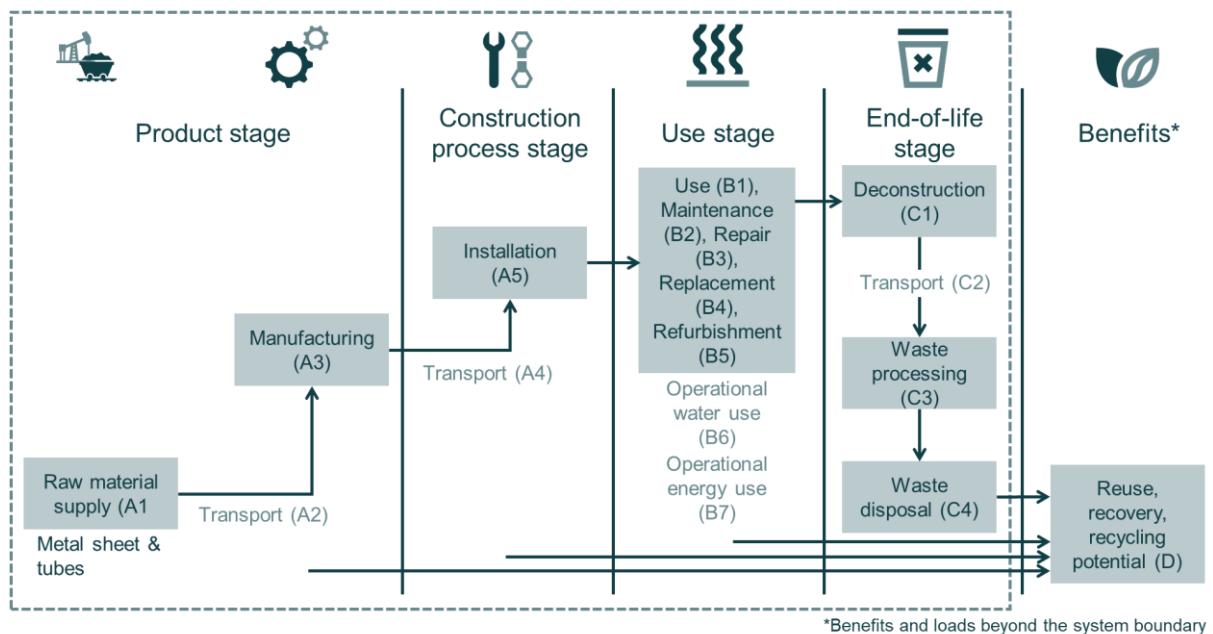 Product stage
Construction
process stage
Use stage
End-of-life
stage
Benefits*
Raw material
supply (A1
Metal sheet &
tubes
Transport (A2)
Manufacturing
(A3)
Transport (A4)
Installation
(A5)
Use (B1),
Maintenance
(B2), Repair
(B3),
Replacement
(B4),
Refurbishment
(B5)
Operational
water use
(B6)
Operational
energy use
(B7)
Deconstruction
(C1)
Transport (C2)
Waste
processing
(C3)
Waste
disposal (C4)
Reuse,
recovery,
recycling
potential (D)
*Benefits and loads beyond the system boundary